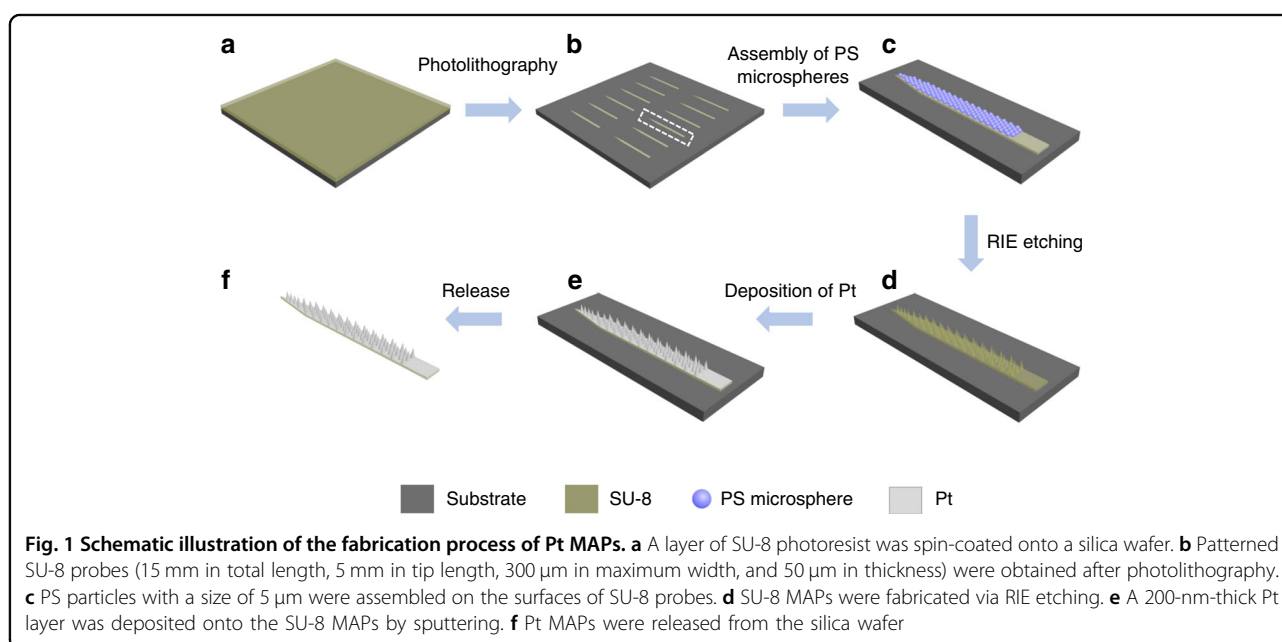 a
b
c
Photolithography
Assembly of PS
microspheres
RIE etching
f
e
d
Release
Deposition of Pt
Substrate
SU-8
PS microsphere
Pt
Fig. 1 Schematic illustration of the fabrication process of Pt MAPs. a A layer of SU-8 photoresist was spin-coated onto a silica wafer. b Patterned
SU-8 probes (15 mm in total length, 5 mm in tip length, 300 μm in maximum width, and 50 μm in thickness) were obtained after photolithography.
c PS particles with a size of 5 μm were assembled on the surfaces of SU-8 probes. d SU-8 MAPs were fabricated via RIE etching. e A 200-nm-thick Pt
layer was deposited onto the SU-8 MAPs by sputtering. f Pt MAPs were released from the silica wafer